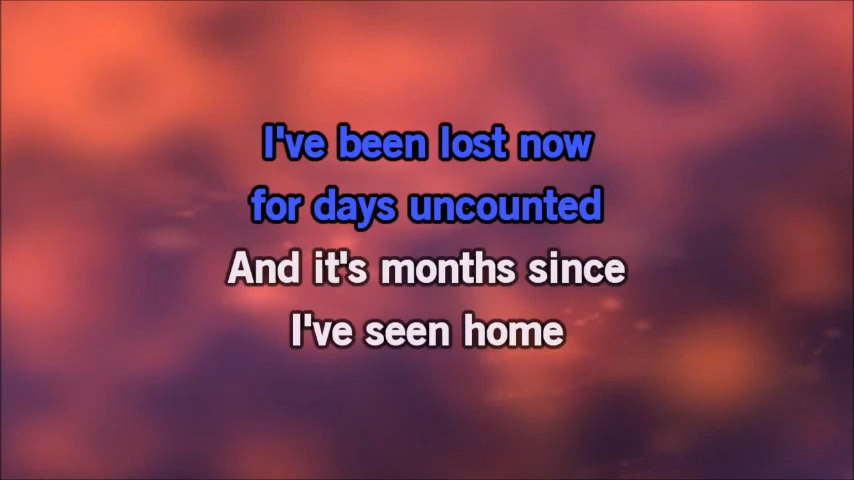 I've been lost now
for days uncounted
And it's months since
I've seen home